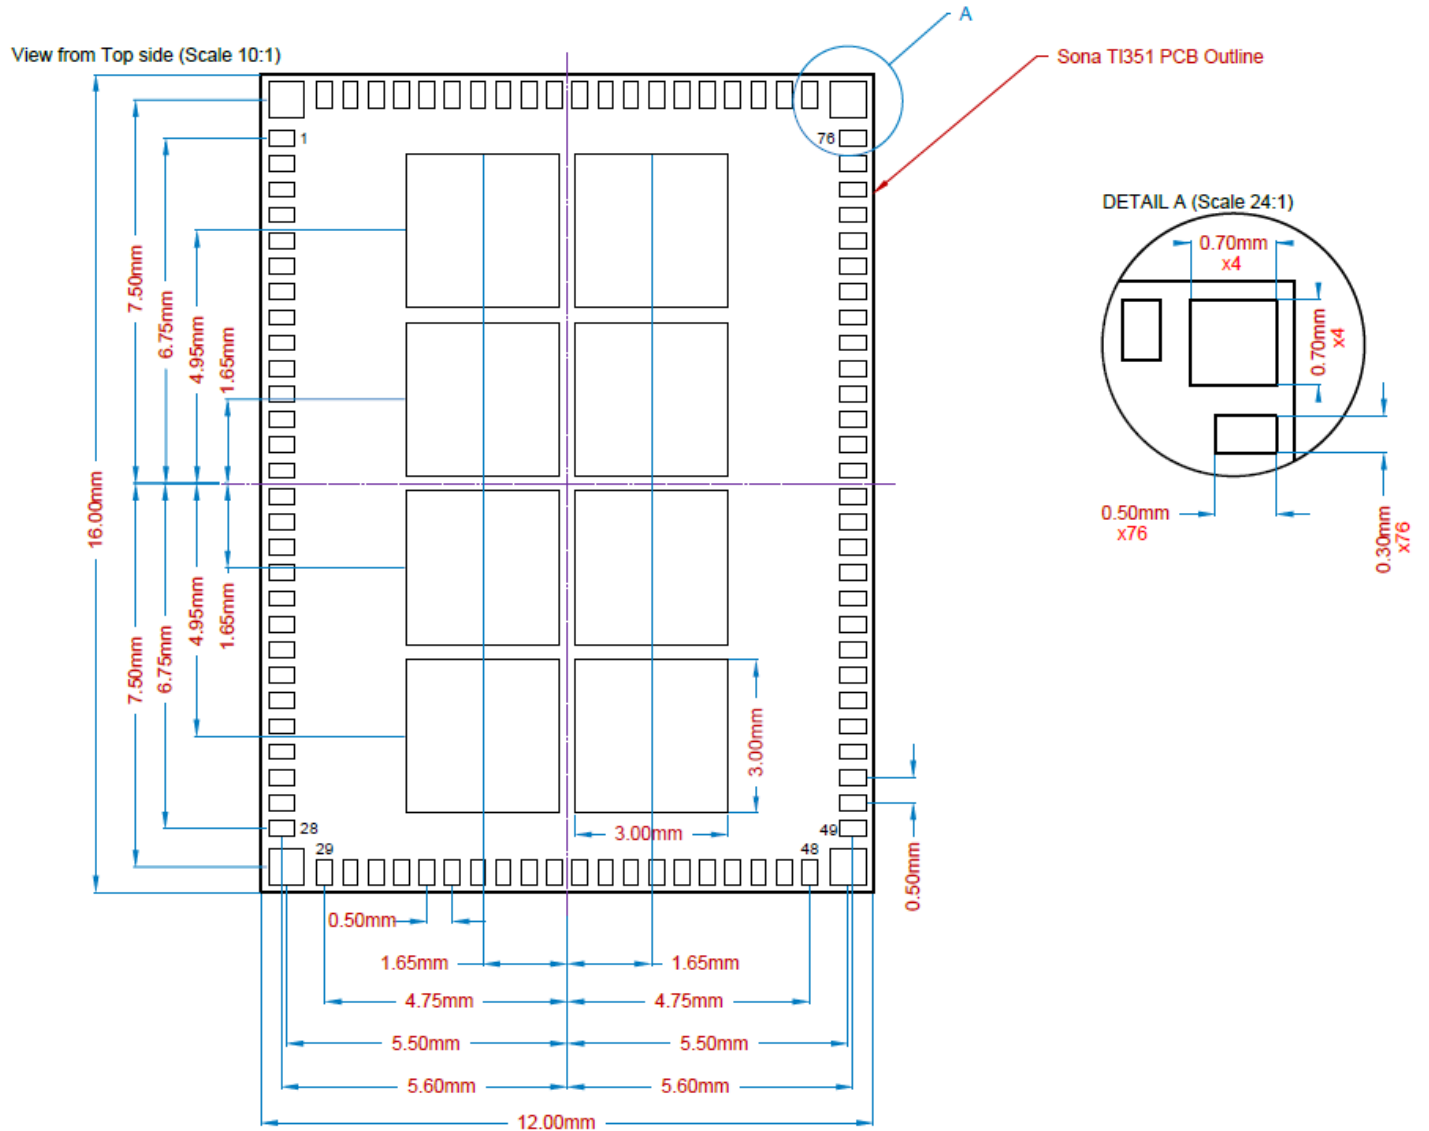 A
View from Top side (Scale 10:1)
Sona TI351 PCB Outline
1
76
DETAIL A (Scale 24:1)
0.70mm
x4
0.70mm
x4
0.50mm
x76
0.30mm
x76
7.50mm
6.75mm
4.95mm
1.65mm
16.00mm
7.50mm
6.75mm
4.95mm
1.65mm
3.00mm
3.00mm
28
49
29
48
0.50mm
0.50mm
1.65mm
1.65mm
4.75mm
4.75mm
5.50mm
5.50mm
5.60mm
5.60mm
12.00mm